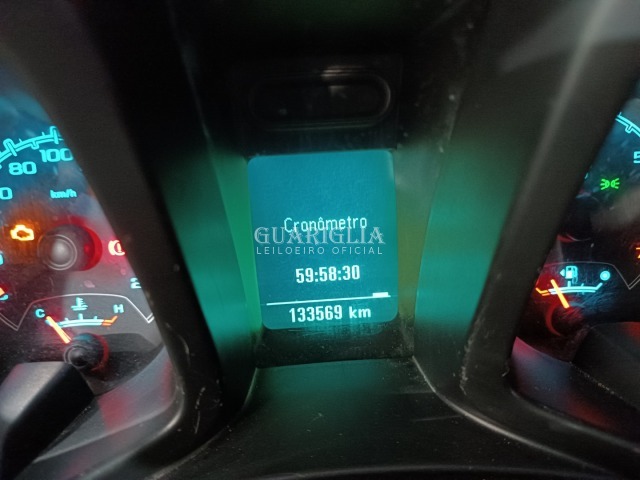 80 100
km/h
Cronômetro
GUARIGLIA
LEILOEIRO OFICIAL
59:58:30
133569 km
C H